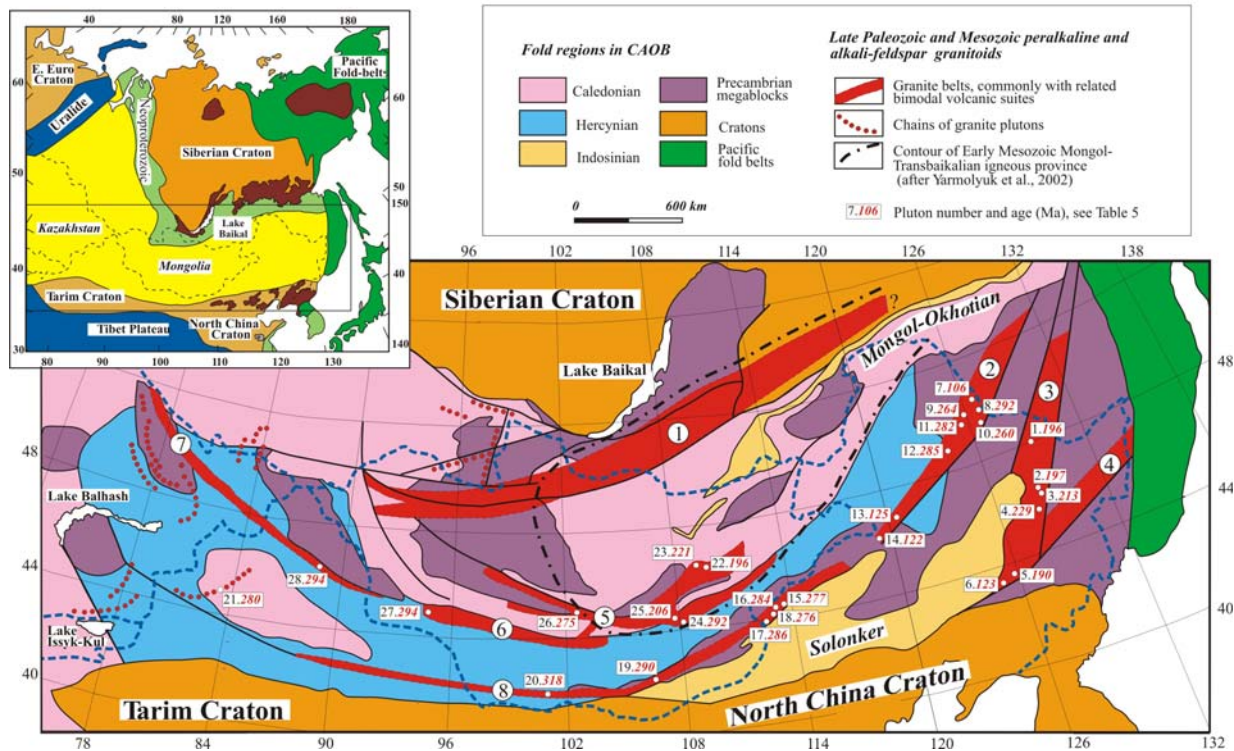 40
80
100
120
140
160
180
E. Euro
Craton
Pacific
Fold-belts
60
Uralide
Neoproterozoic
60
Siberian Craton
50
50
150
Lake
Baikal
Kazakhstan
Mongolia
40
40
Tarim Craton
North China
Craton
Tibet Plateau
30
140
80
90
100
110
120
130
Fold regions in CAOB
Caledonian
Precambrian
megablocks
Hercynian
Cratons
Indosinian
Pacific
fold belts
0
600 km
Late Paleozoic and Mesozoic peralkaline and
alkali-feldspar granitoids
Granite belts, commonly with related
bimodal volcanic suites
Chains of granite plutons
Contour of Early Mesozoic Mongol-
Transbaikalian igneous province
(after Yarmolyuk et al., 2002)
7.106 Pluton number and age (Ma), see Table 5
96
102
108
114
120
126
132
138
Siberian Craton
?
Mongol-Okhotian
Lake Baikal
48
48
44
44
40
40
1
2
3
4
5
6
7
8
7.106
8.292
9.264
11.282
10.260
12.285
1.196
2.197
3.213
4.229
13.125
14.122
5.190
6.123
23.221
22.196
16.284
15.277
18.276
17.286
25.206
24.292
26.275
28.294
27.294
21.280
19.290
20.318
Lake Balhash
Lake
Issyk-Kul
Solonker
Tarim Craton
North China Craton
78
84
90
96
102
108
114
120
126
132